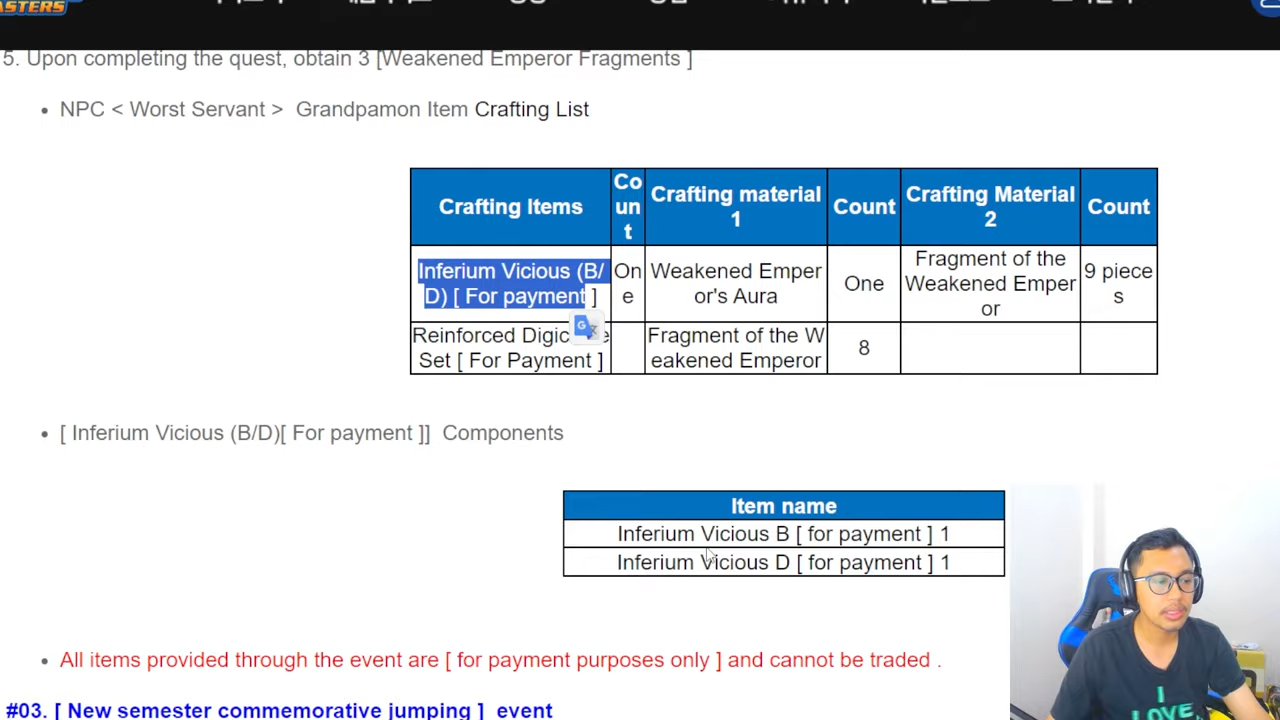 5. Upon completing the quest, obtain 3 [Weakened Emperor Fragments ]
NPC < Worst Servant > Grandpamon Item Crafting List
Crafting Items
Co
un
t
Crafting material
1
Count
Crafting Material
2
Count
Inferium Vicious (B/
D) [ For payment ]
On
e
Weakened Emper
or's Aura
One
Fragment of the
Weakened Emper
or
9 piece
s
Set [ For Payment ]
Fragment of the W
eakened Emperor
8
[ Inferium Vicious (B/D)[ For payment ]] Components
Item name
Inferium Vicious B [ for payment ] 1
Inferium Vicious D [ for payment ] 1
All items provided through the event are [ for payment purposes only ] and cannot be traded .
#03. [ New semester commemorative jumping ] event
I
LOVE